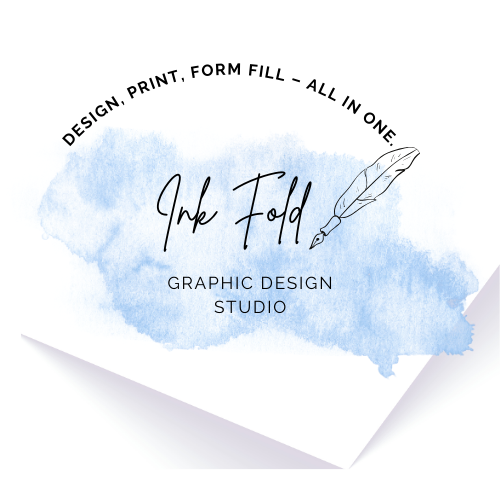 DESIGN, PRINT, FORM FILL – ALL IN ONE.
Ink Fold
GRAPHIC DESIGN
STUDIO